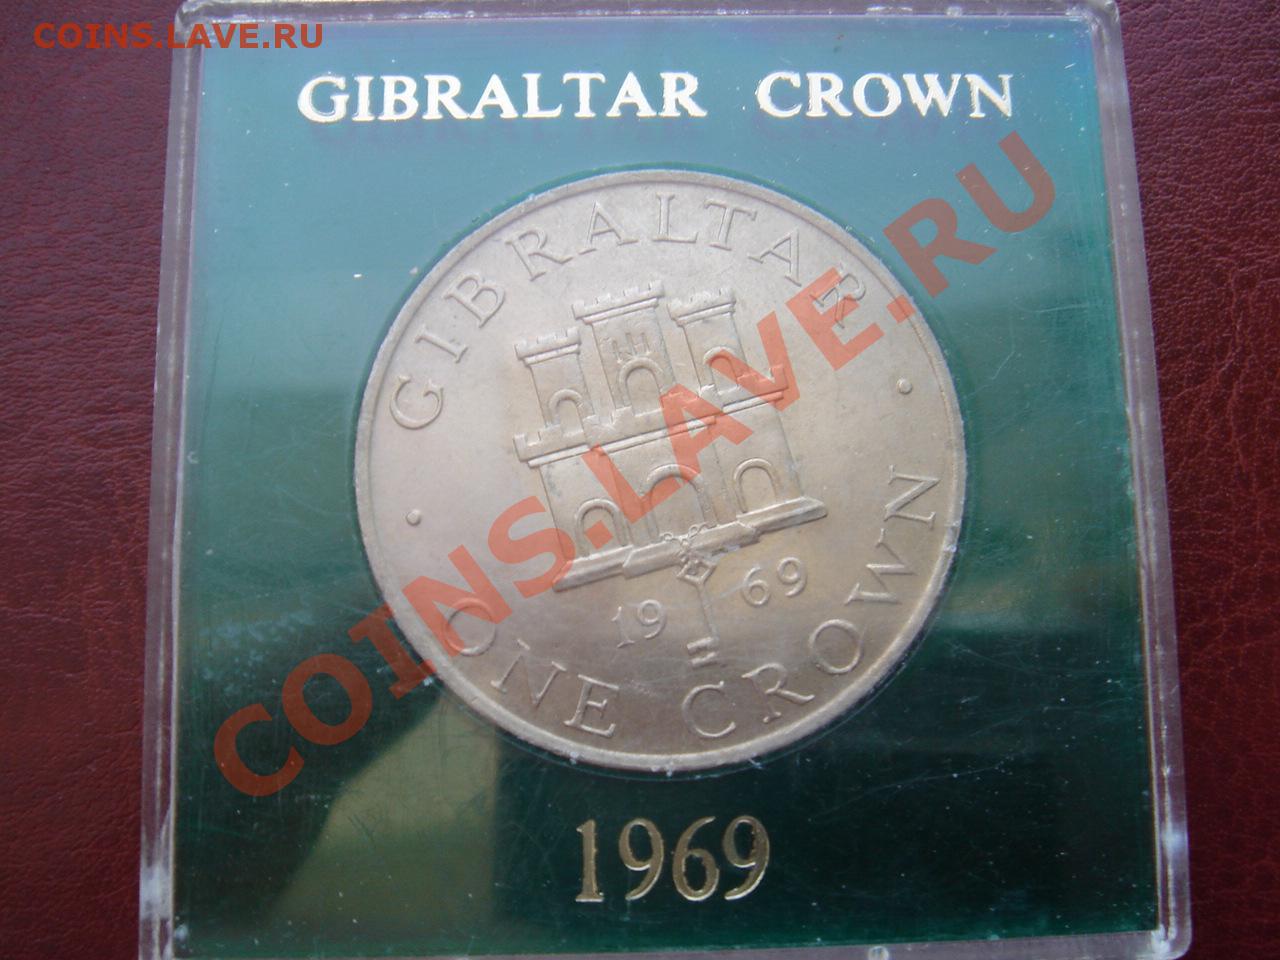 COINS.LAVE.RU
GIBRALTAR CROWN
· GIBRALTAR ·
19 69
ONE CROWN
COINS.LAVE.RU
1969